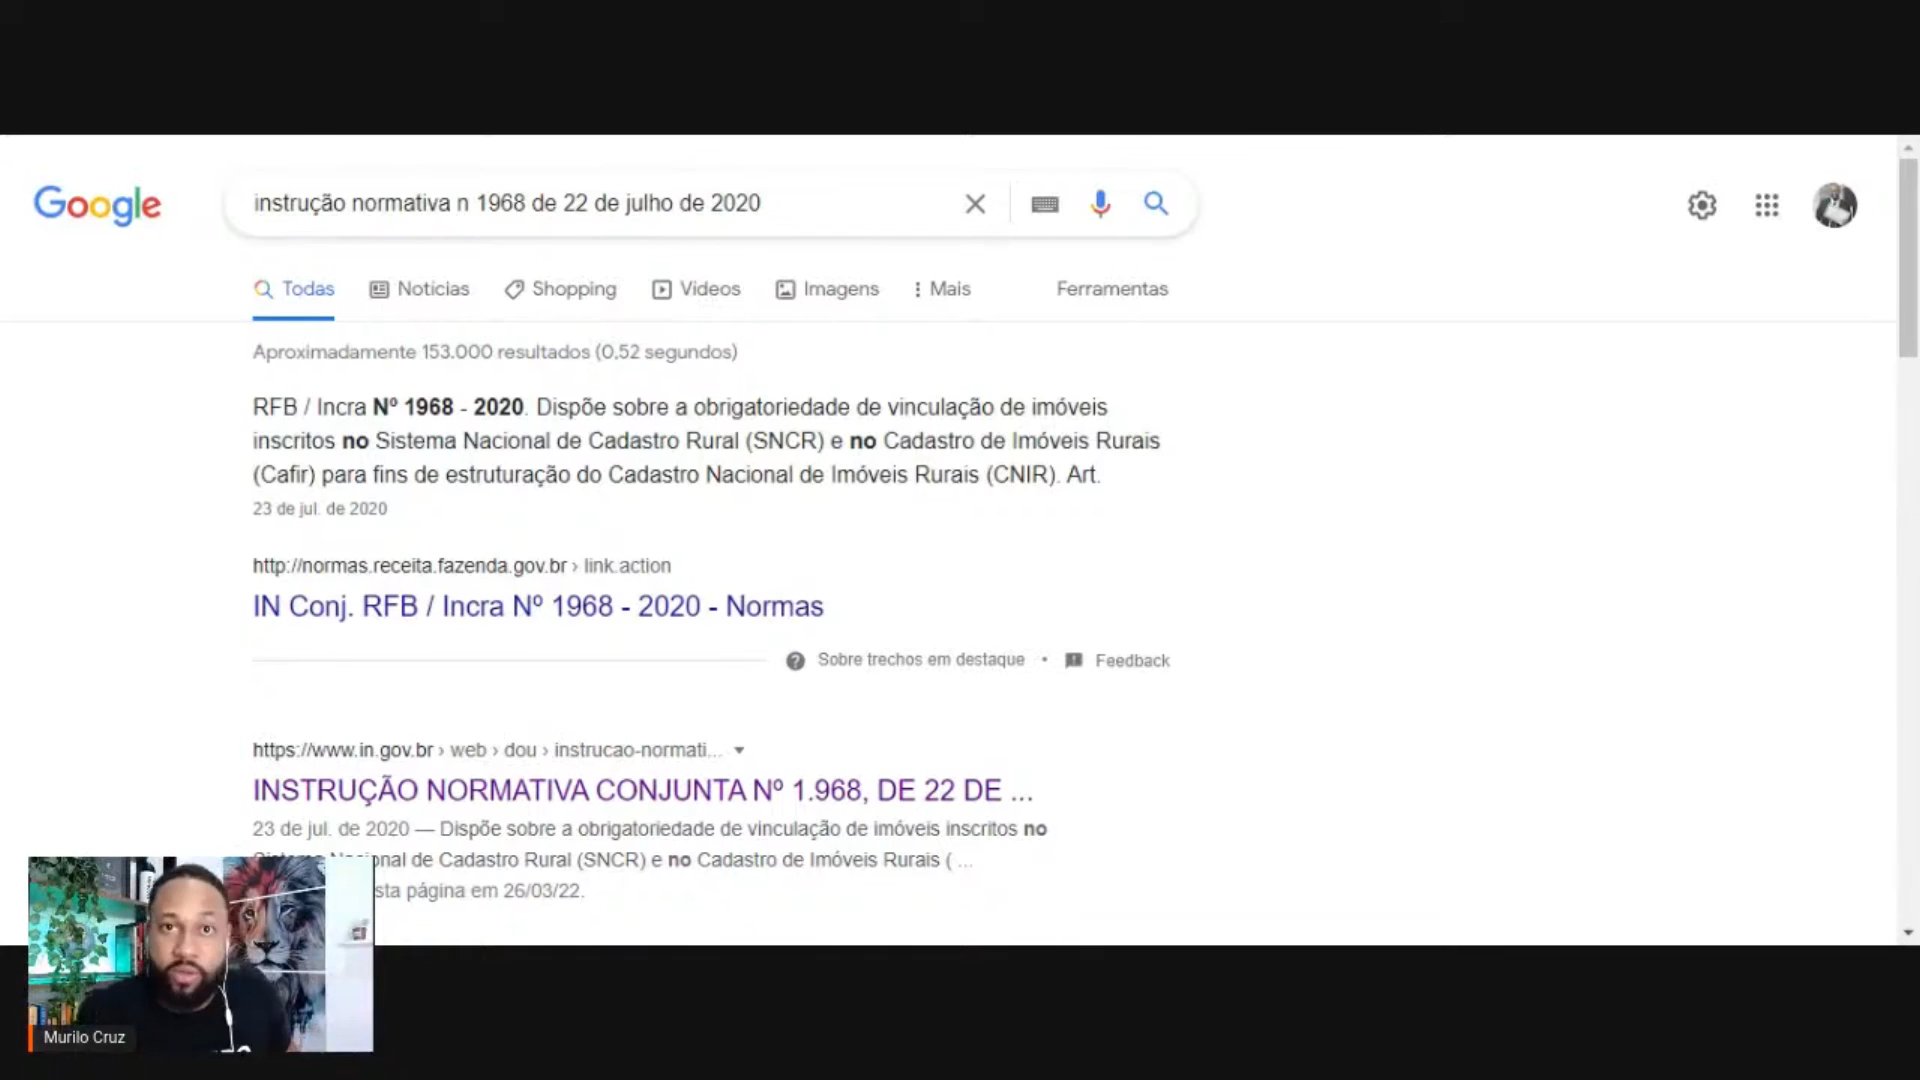 Google
instrução normativa n 1968 de 22 de julho de 2020
Todas Notícias Shopping Vídeos Imagens Mais Ferramentas
Aproximadamente 153.000 resultados (0,52 segundos)
RFB / Incra Nº 1968 - 2020. Dispõe sobre a obrigatoriedade de vinculação de imóveis
inscritos no Sistema Nacional de Cadastro Rural (SNCR) e no Cadastro de Imóveis Rurais
(Cafir) para fins de estruturação do Cadastro Nacional de Imóveis Rurais (CNIR). Art.
23 de jul. de 2020
http://normas.receita.fazenda.gov.br › link.action
IN Conj. RFB / Incra Nº 1968 - 2020 - Normas
Sobre trechos em destaque • Feedback
https://www.in.gov.br › web › dou › instrucao-normati...
INSTRUÇÃO NORMATIVA CONJUNTA Nº 1.968, DE 22 DE ...
23 de jul. de 2020 — Dispõe sobre a obrigatoriedade de vinculação de imóveis inscritos no
de Cadastro Rural (SNCR) e no Cadastro de Imóveis Rurais ( ...
página em 26/03/22.
Murilo Cruz